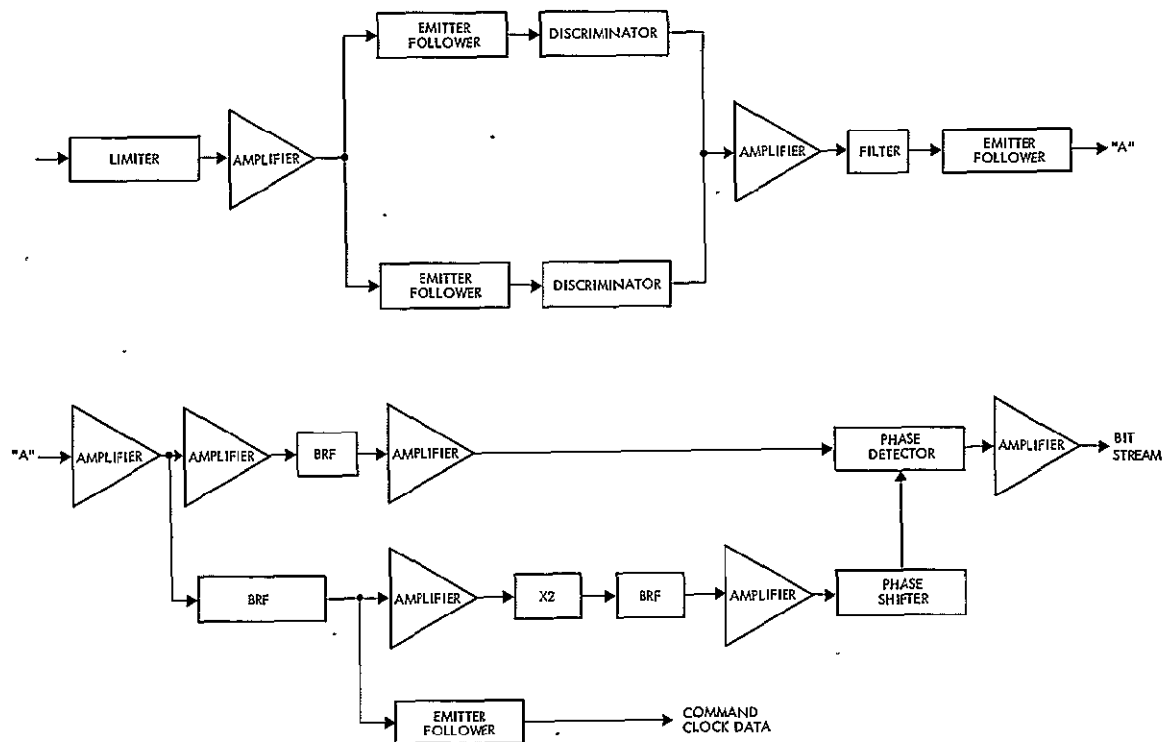 EMITTER
FOLLOWER
DISCRIMINATOR
LIMITER
AMPLIFIER
AMPLIFIER
FILTER
EMITTER
FOLLOWER
"A"
EMITTER
FOLLOWER
DISCRIMINATOR
"A"
AMPLIFIER
AMPLIFIER
BRF
AMPLIFIER
PHASE
DETECTOR
AMPLIFIER
BIT
STREAM
BRF
AMPLIFIER
X2
BRF
AMPLIFIER
PHASE
SHIFTER
EMITTER
FOLLOWER
COMMAND
CLOCK DATA